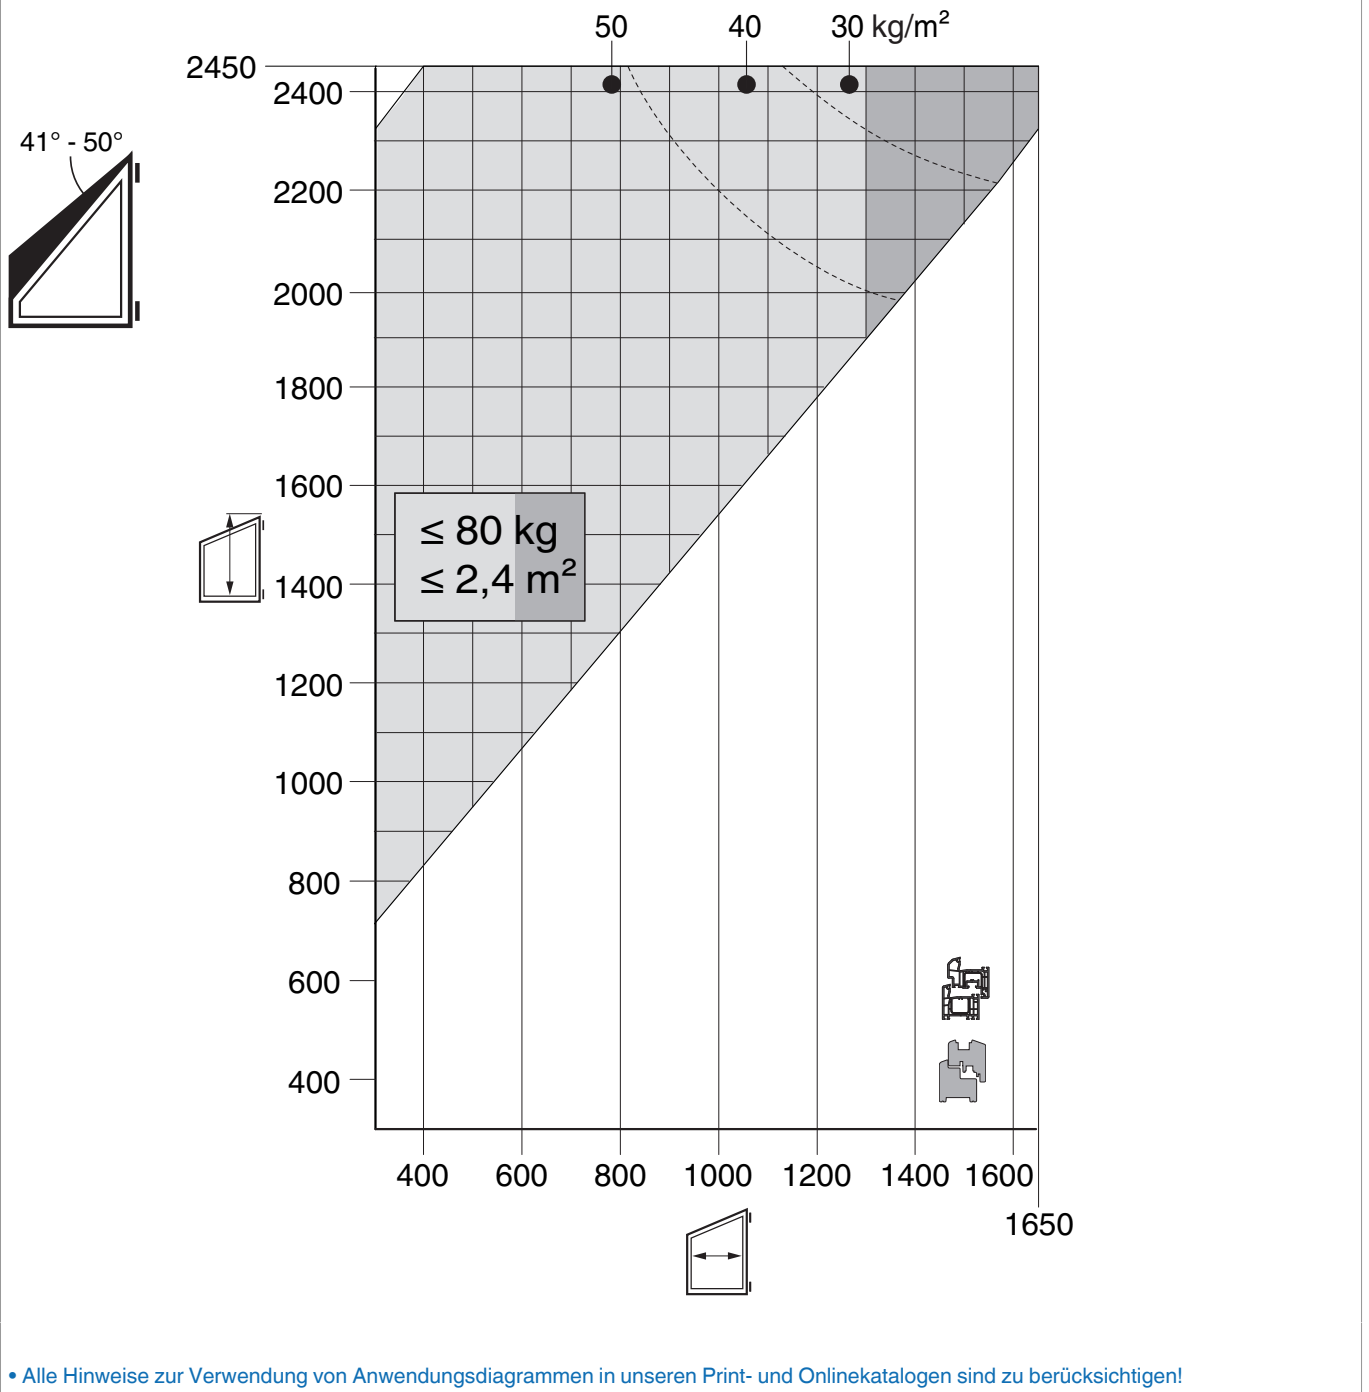 50 40 30 kg/m²
2450
2400
41° - 50°
2200
2000
1800
1600
≤ 80 kg
≤ 2,4 m²
1400
1200
1000
800
600
400
400 600 800 1000 1200 1400 1600
1650
• Alle Hinweise zur Verwendung von Anwendungsdiagrammen in unseren Print- und Onlinekatalogen sind zu berücksichtigen!